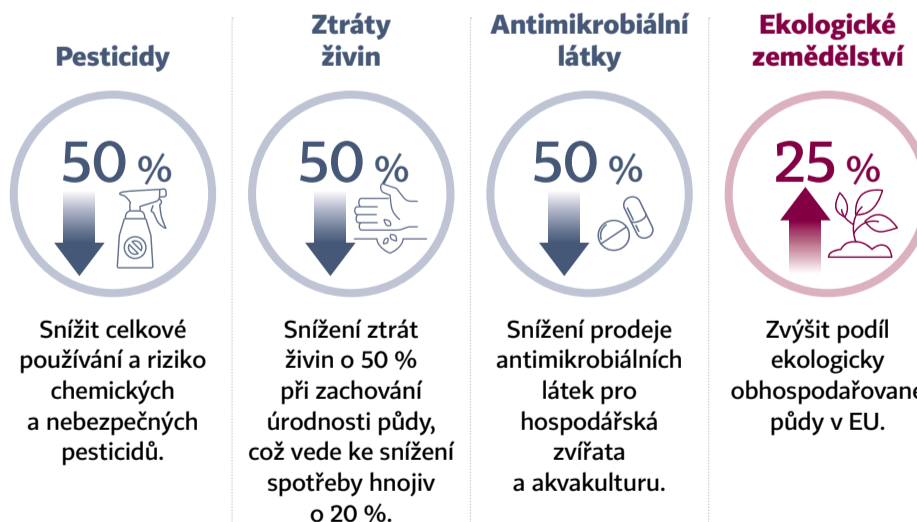 Pesticidy
50 %
Snížit celkové
používání a riziko
chemických
a nebezpečných
pesticidů.
Ztráty
živin
50 %
Snížení ztrát
živin o 50 %
při zachování
úrodnosti půdy,
což vede ke snížení
spotřeby hnojiv
o 20 %.
Antimikrobiální
látky
50 %
Snížení prodeje
antimikrobiálních
látek pro
hospodářská
zvířata
a akvakulturu.
Ekologické
zemědělství
25 %
Zvýšit podíl
ekologicky
obhospodařované
půdy v EU.